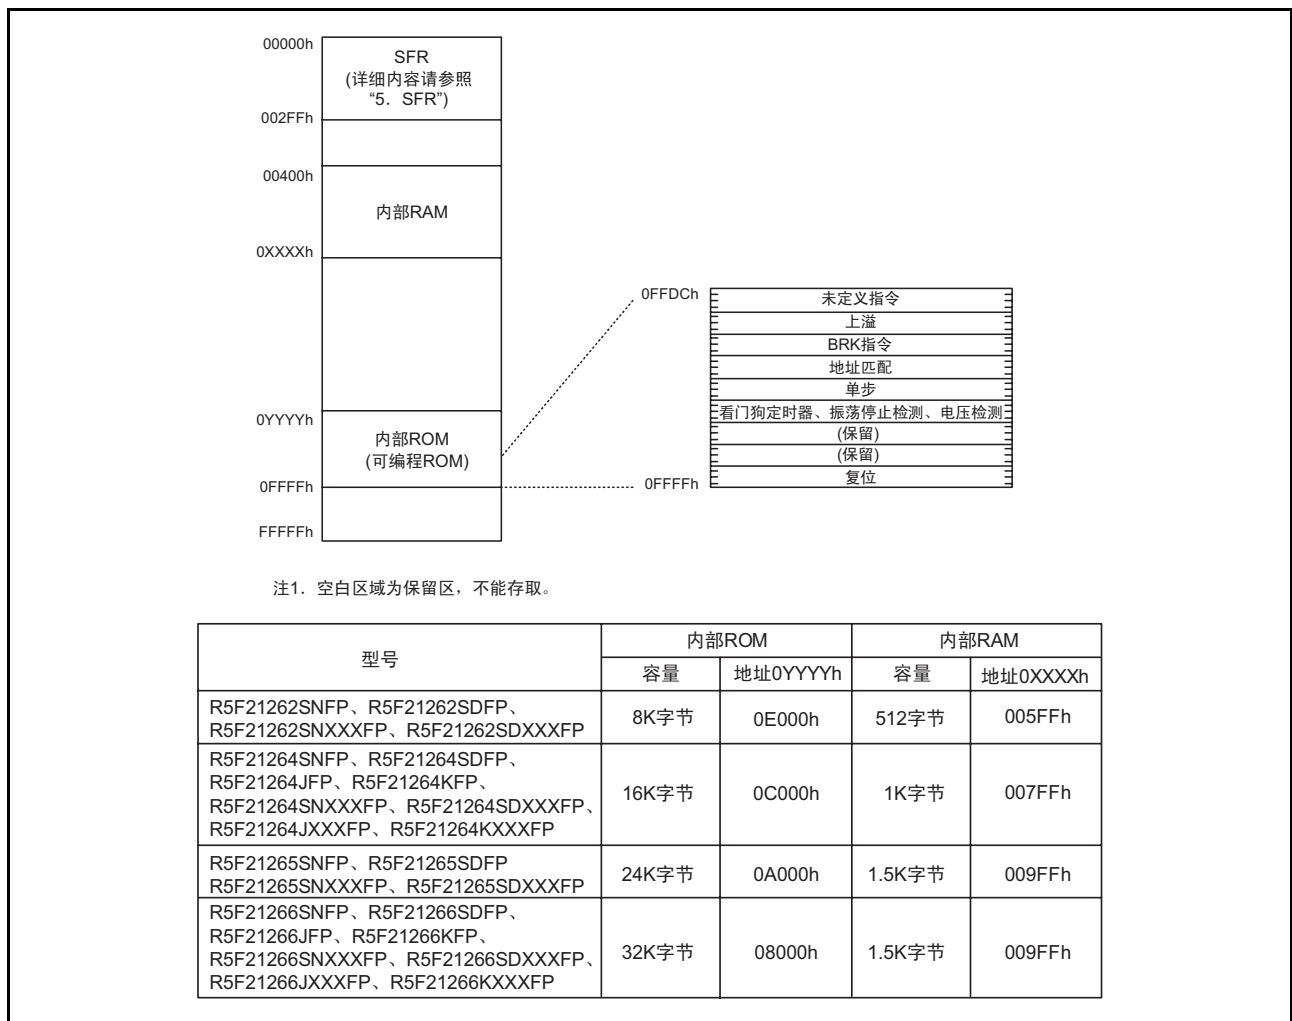 00000h
SFR
(详细内容请参照
“5. SFR”)
002FFh
00400h
内部RAM
0XXXXh
0YYYYh
内部ROM
(可编程ROM)
0FFFFh
FFFFFh
0FFDCh
未定义指令
上溢
BRK指令
地址匹配
单步
看门狗定时器、振荡停止检测、电压检测
(保留)
(保留)
复位
0FFFFh
注1. 空白区域为保留区，不能存取。
型号
内部ROM
内部RAM
容量
地址0YYYYh
容量
地址0XXXXh
R5F21262SNFP、R5F21262SDFP、
R5F21262SNXXXFP、R5F21262SDXXXFP
8K字节
0E000h
512字节
005FFh
R5F21264SNFP、R5F21264SDFP、
R5F21264JFP、R5F21264KFP、
R5F21264SNXXXFP、R5F21264SDXXXFP、
R5F21264JXXXFP、R5F21264KXXXFP
16K字节
0C000h
1K字节
007FFh
R5F21265SNFP、R5F21265SDFP
R5F21265SNXXXFP、R5F21265SDXXXFP
24K字节
0A000h
1.5K字节
009FFh
R5F21266SNFP、R5F21266SDFP、
R5F21266JFP、R5F21266KFP、
R5F21266SNXXXFP、R5F21266SDXXXFP、
R5F21266JXXXFP、R5F21266KXXXFP
32K字节
08000h
1.5K字节
009FFh